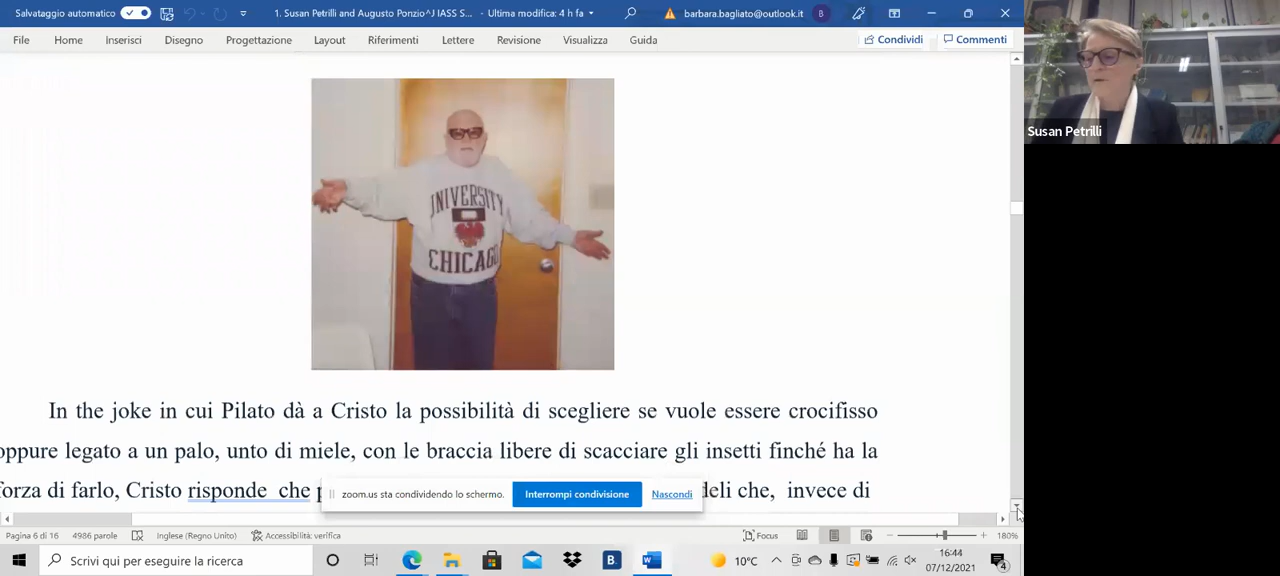 Salvataggio automatico
1. Susan Petrilli and Augusto Ponzio^J IASS S... - Ultima modifica: 4 h fa
barbara.bagliato@outlook.it B
File Home Inserisci Disegno Progettazione Layout Riferimenti Lettere Revisione Visualizza Guida Condividi Commenti
Susan Petrilli
UNIVERSITY
CHICAGO
In the joke in cui Pilato dà a Cristo la possibilità di scegliere se vuole essere crocifisso
oppure legato a un palo, unto di miele, con le braccia libere di scacciare gli insetti finché ha la
forza di farlo, Cristo risponde che deli che, invece di
zoom.us sta condividendo lo schermo. Interrompi condivisione Nascondi
Pagina 6 di 16 4986 parole Inglese (Regno Unito) Accessibilità: verifica Focus 180%
Scrivi qui per eseguire la ricerca B. W 10°C 16:44
07/12/2021 4